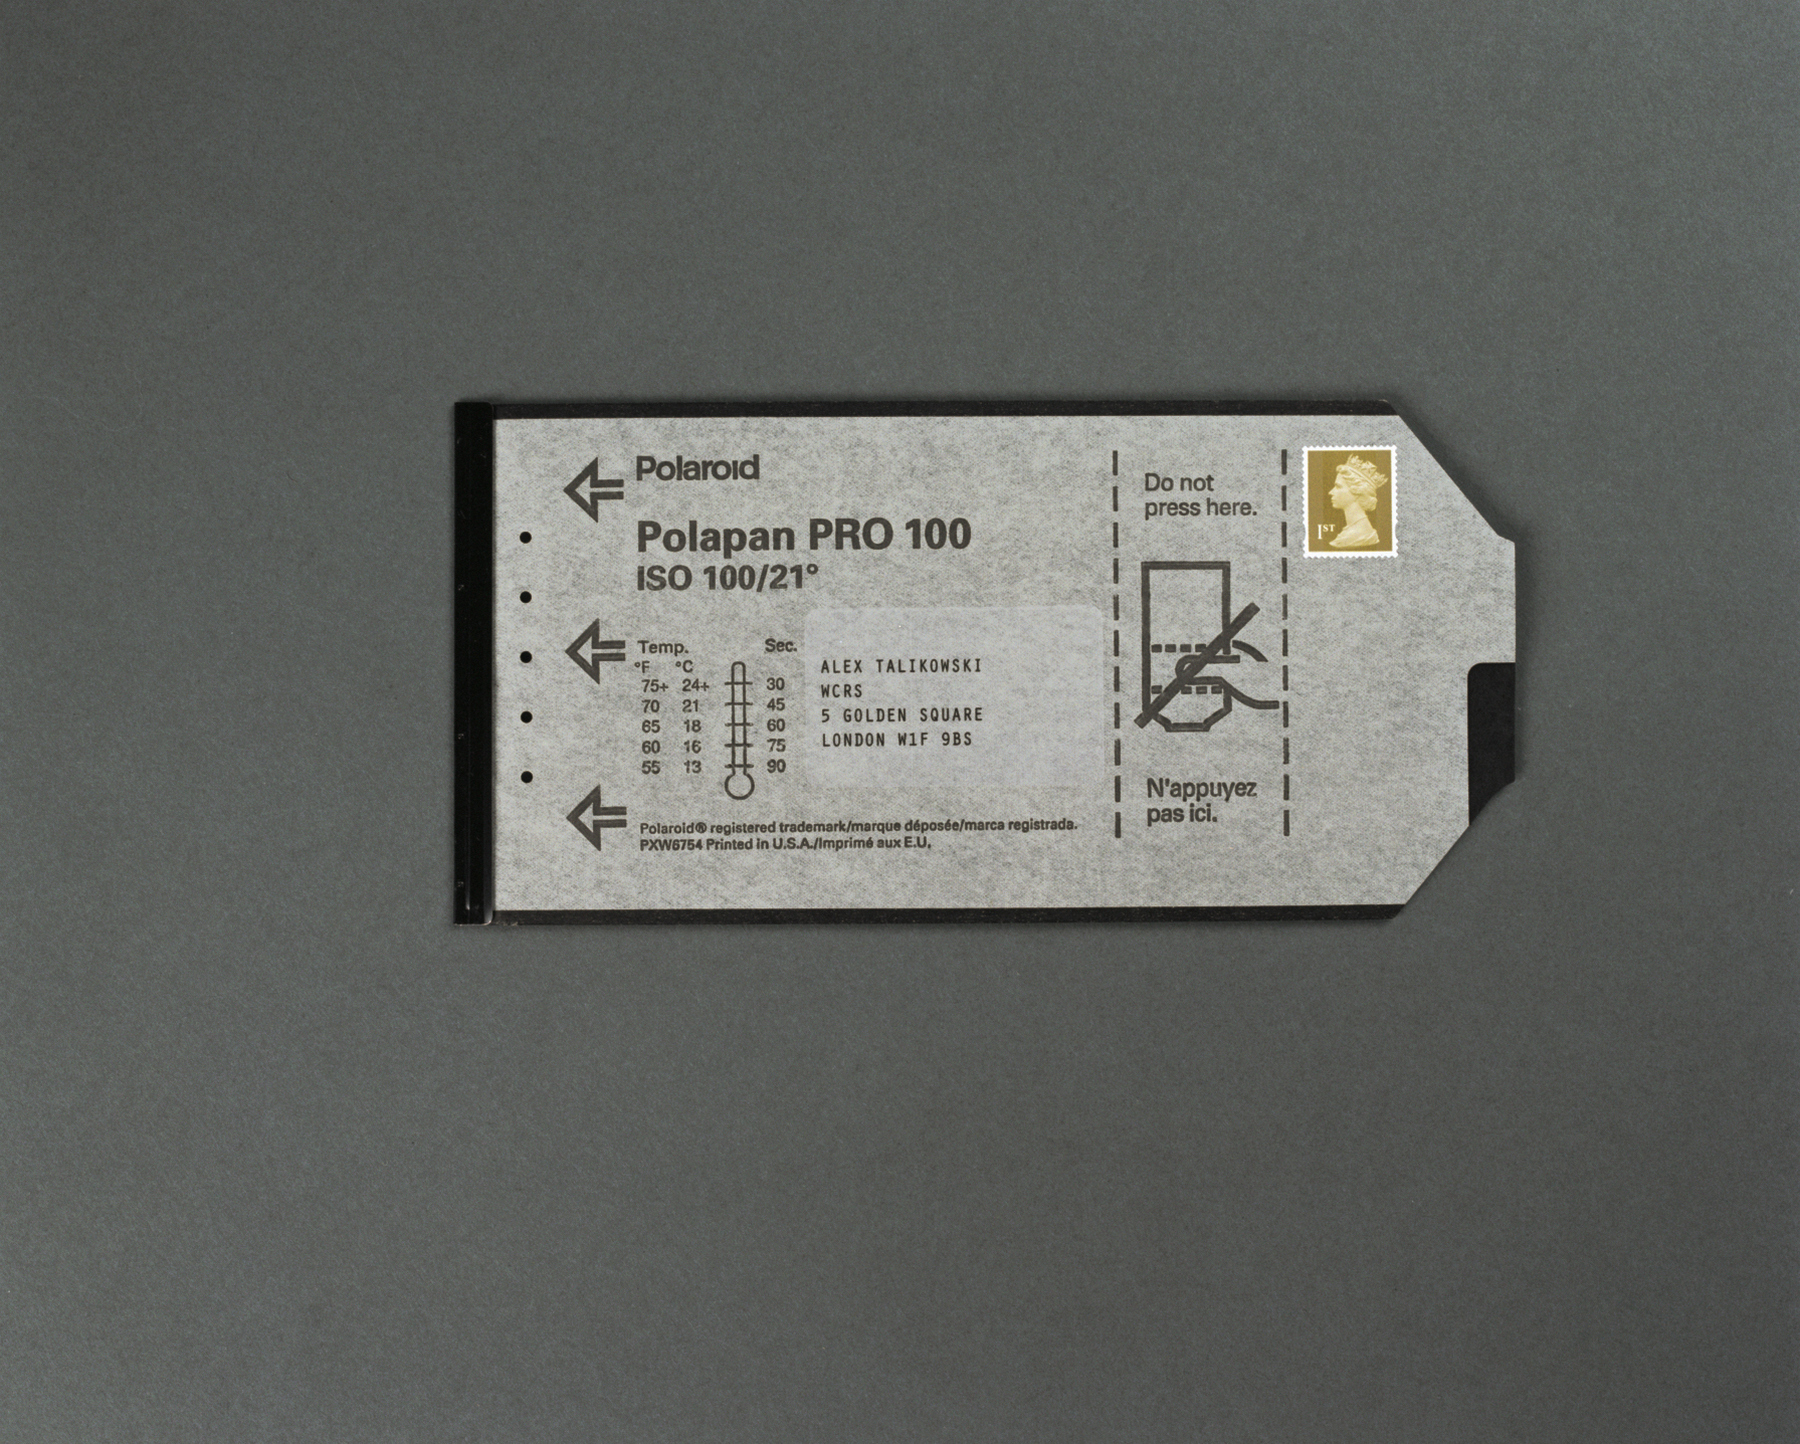 Polaroid
Polapan PRO 100
ISO 100/21°
Temp. Sec.
°F °C
75+ 24+ 30
70 21 45
65 18 60
60 16 75
55 13 90
ALEX TALIKOWSKI
WCRS
5 GOLDEN SQUARE
LONDON W1F 9BS
Polaroid® registered trademark/marque déposée/marca registrada.
PXW6754 Printed in U.S.A./Imprimé aux E.U.
Do not
press here.
N'appuyez
pas ici.
1ST